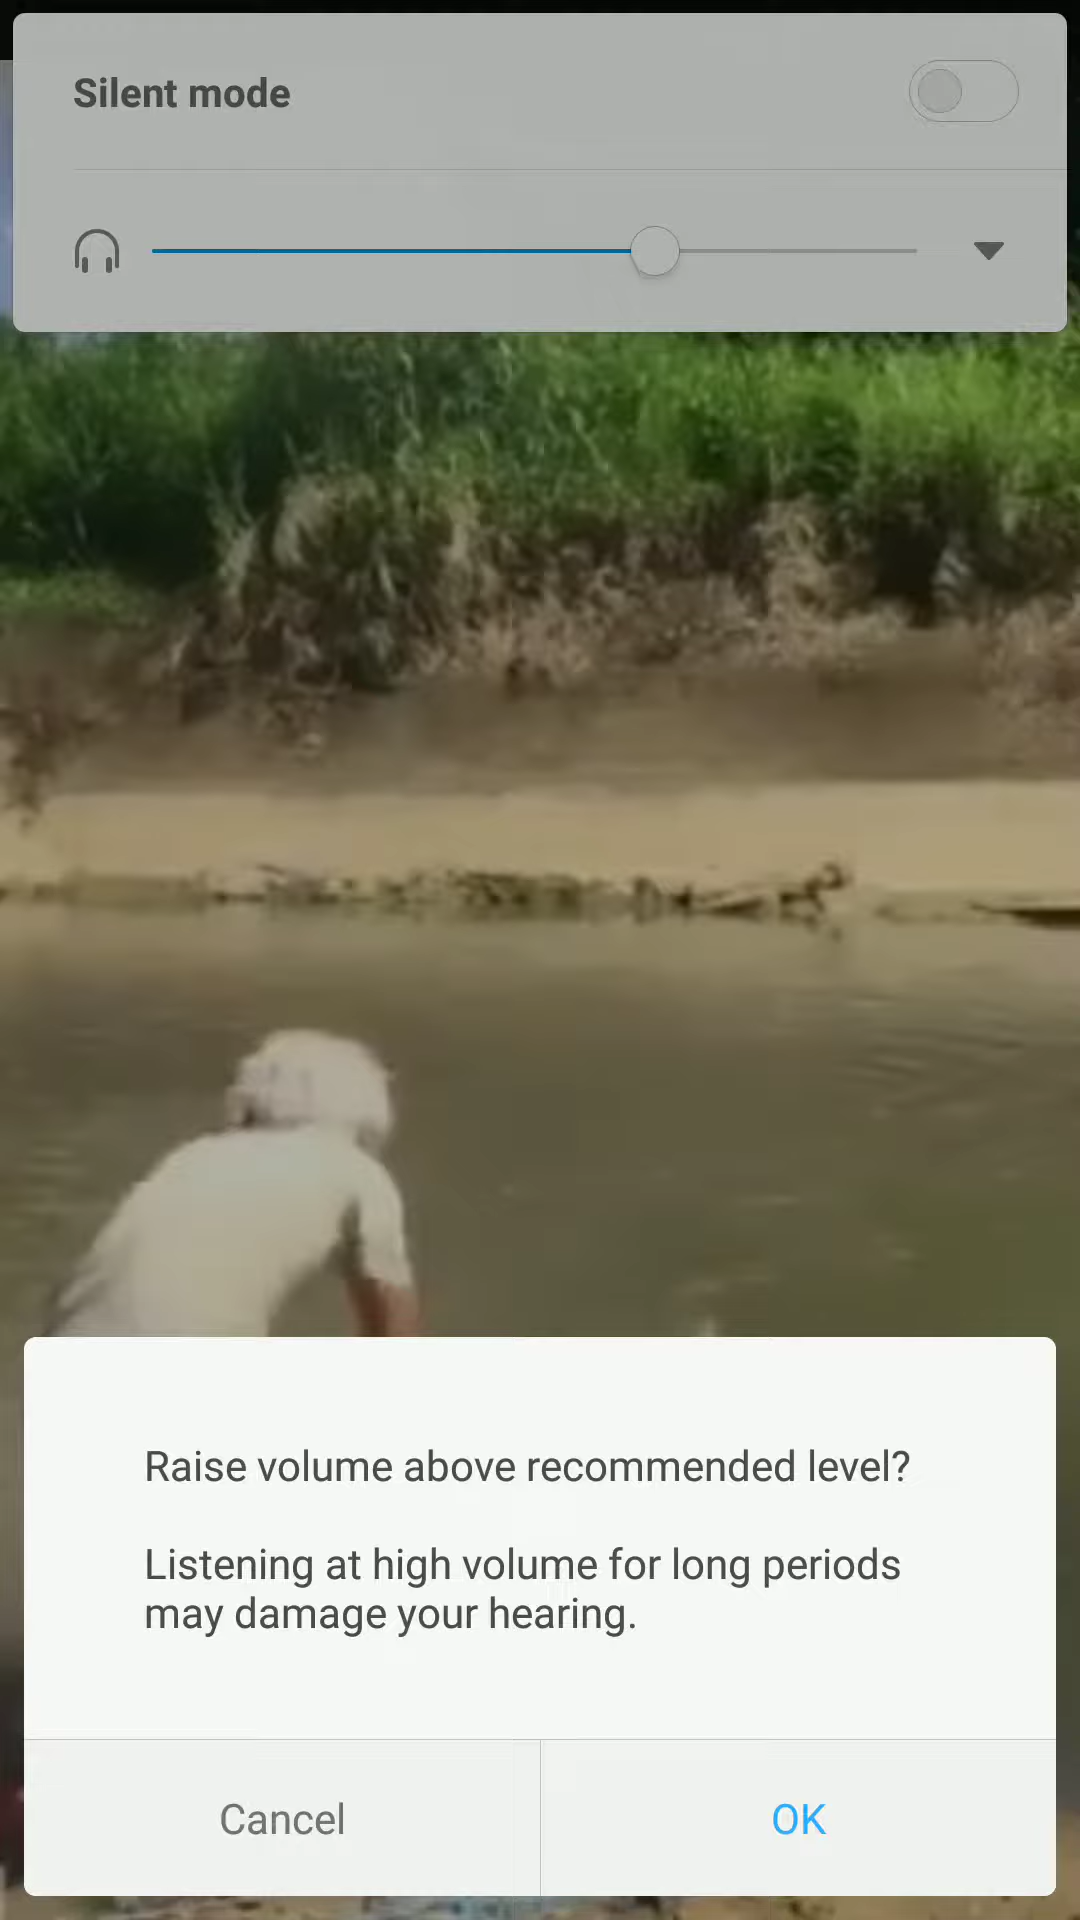 Silent mode
Raise volume above recommended level?
Listening at high volume for long periods
may damage your hearing.
Cancel
OK